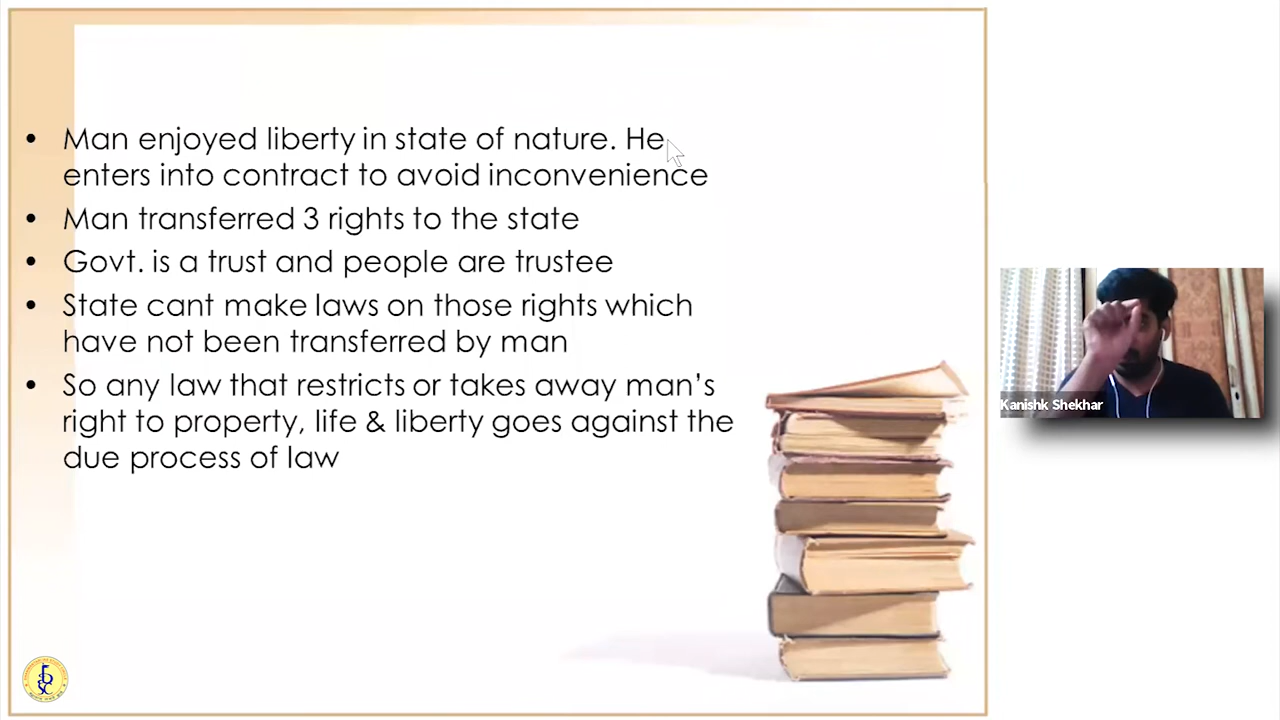 • Man enjoyed liberty in state of nature. He
enters into contract to avoid inconvenience
• Man transferred 3 rights to the state
• Govt. is a trust and people are trustee
• State cant make laws on those rights which
have not been transferred by man
• So any law that restricts or takes away man's
right to property, life & liberty goes against the
due process of law
Kanishk Shekhar